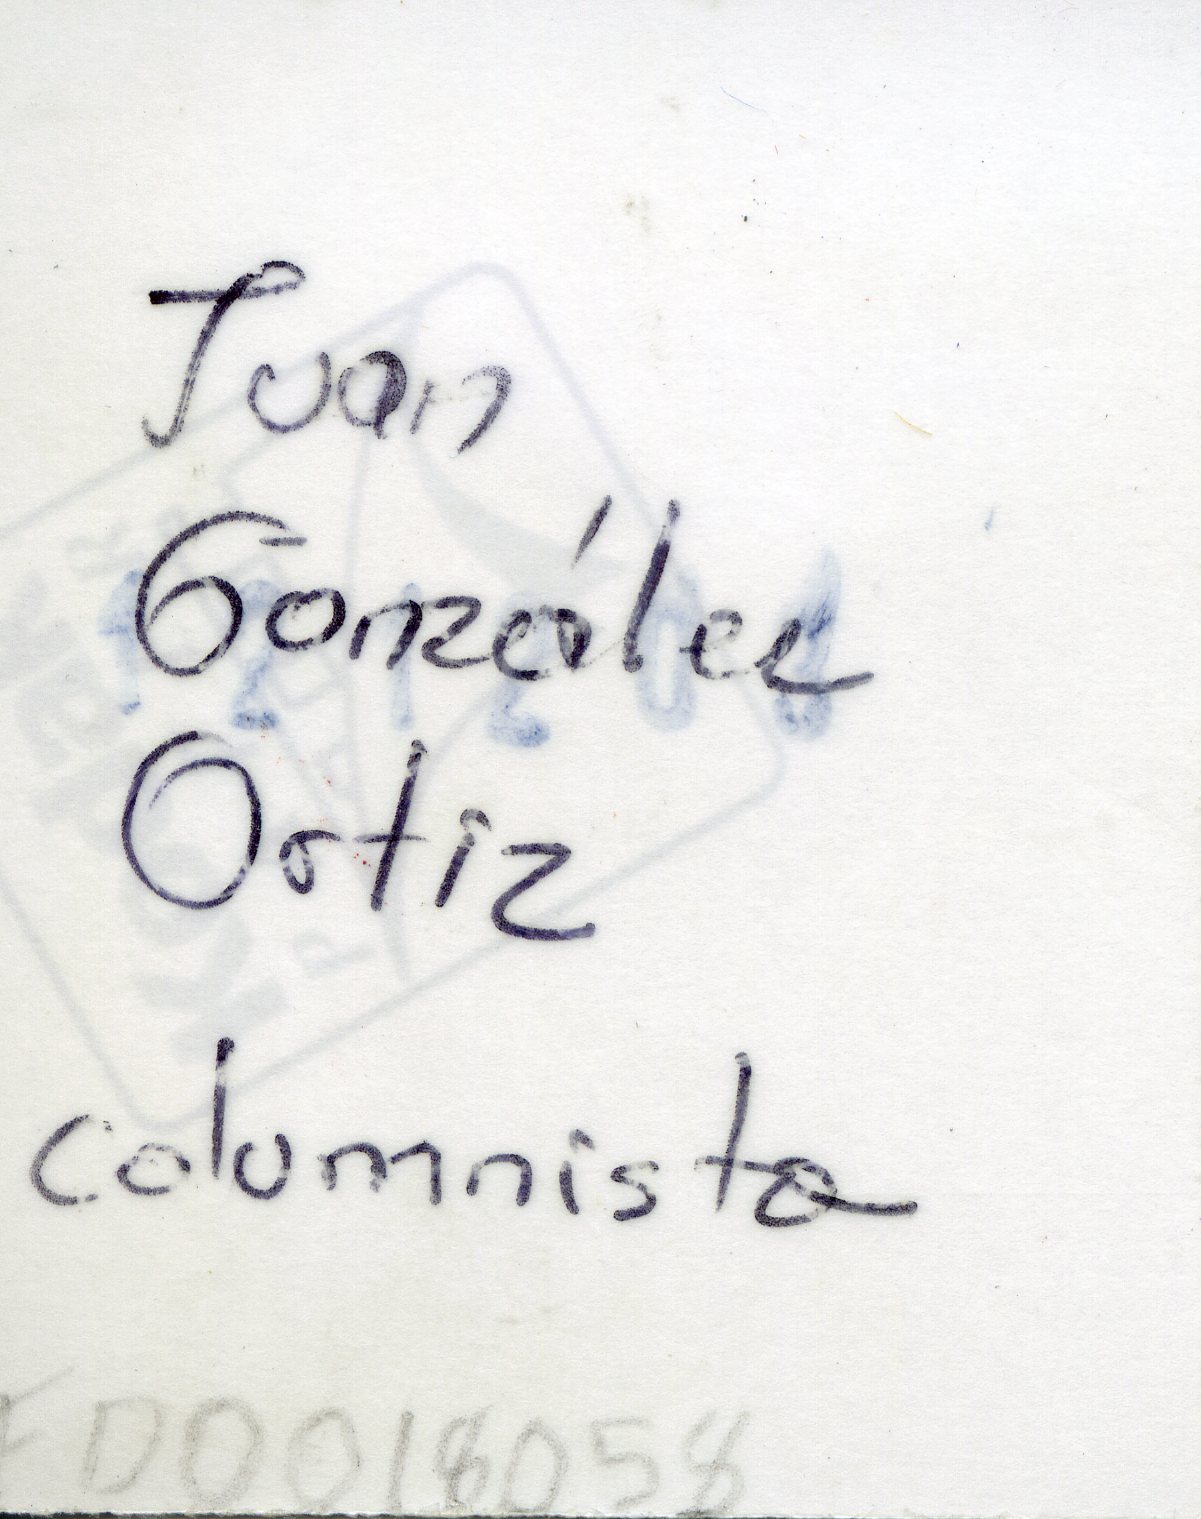 Juan
González
Ortiz
columnista
FD0018058